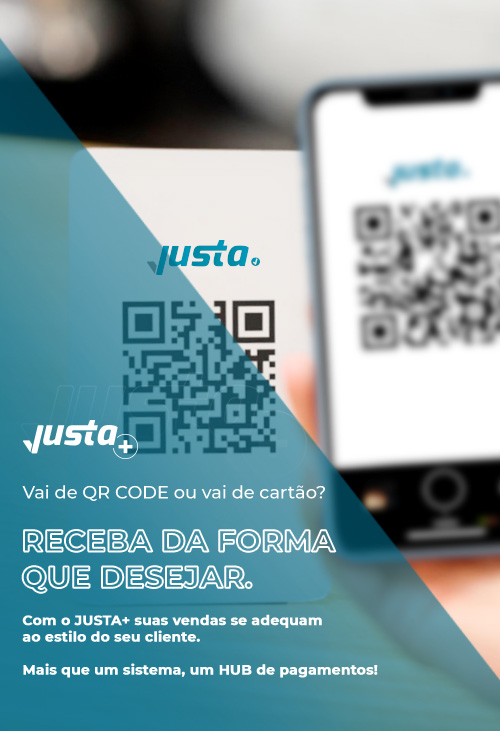 justa.
justa.
justa+
Vai de QR CODE ou vai de cartão?
RECEBA DA FORMA
QUE DESEJAR.
Com o JUSTA+ suas vendas se adequam
ao estilo do seu cliente.
Mais que um sistema, um HUB de pagamentos!